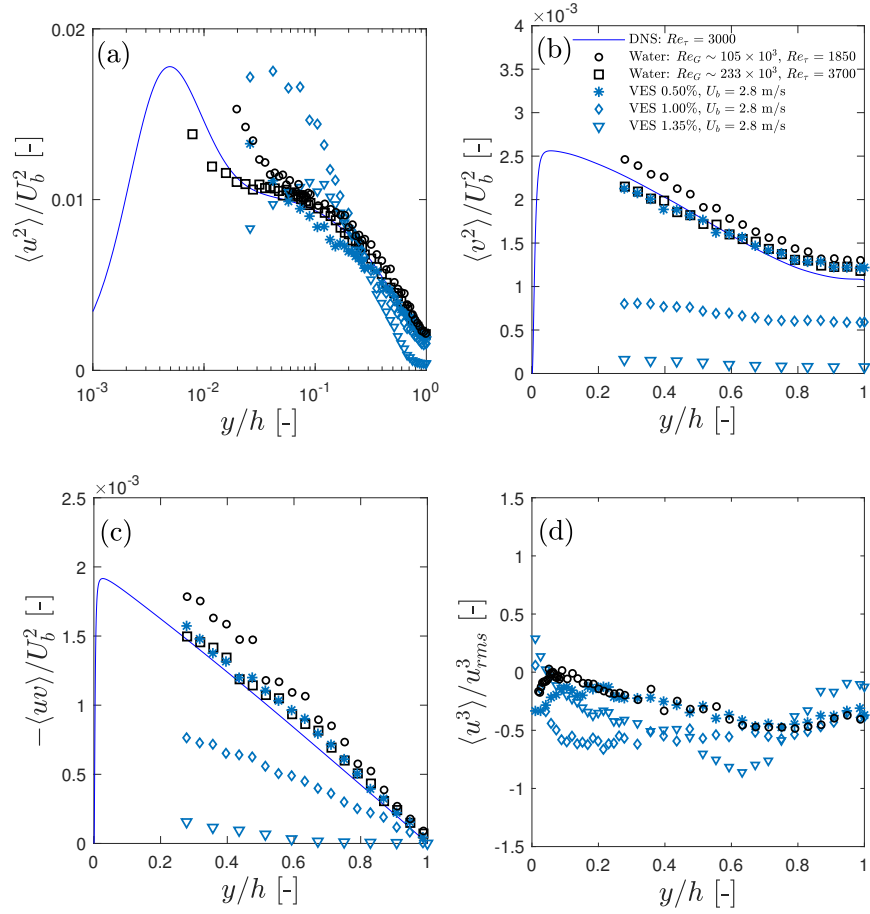 0.02
(a)
0.01
0
10⁻³
10⁻²
10⁻¹
10⁰
⟨u²⟩/U_b² [-]
y/h [-]
×10⁻³
4
(b)
DNS: Re_τ = 3000
Water: Re_G ∼ 105 × 10³, Re_τ = 1850
Water: Re_G ∼ 233 × 10³, Re_τ = 3700
VES 0.50%, U_b = 2.8 m/s
VES 1.00%, U_b = 2.8 m/s
VES 1.35%, U_b = 2.8 m/s
3.5
3
2.5
2
1.5
1
0.5
0
0
0.2
0.4
0.6
0.8
1
⟨v²⟩/U_b² [-]
y/h [-]
×10⁻³
2.5
(c)
2
1.5
1
0.5
0
0
0.2
0.4
0.6
0.8
1
−⟨uv⟩/U_b² [-]
y/h [-]
1.5
(d)
1
0.5
0
-0.5
-1
-1.5
0
0.2
0.4
0.6
0.8
1
⟨u³⟩/u³_rms [-]
y/h [-]